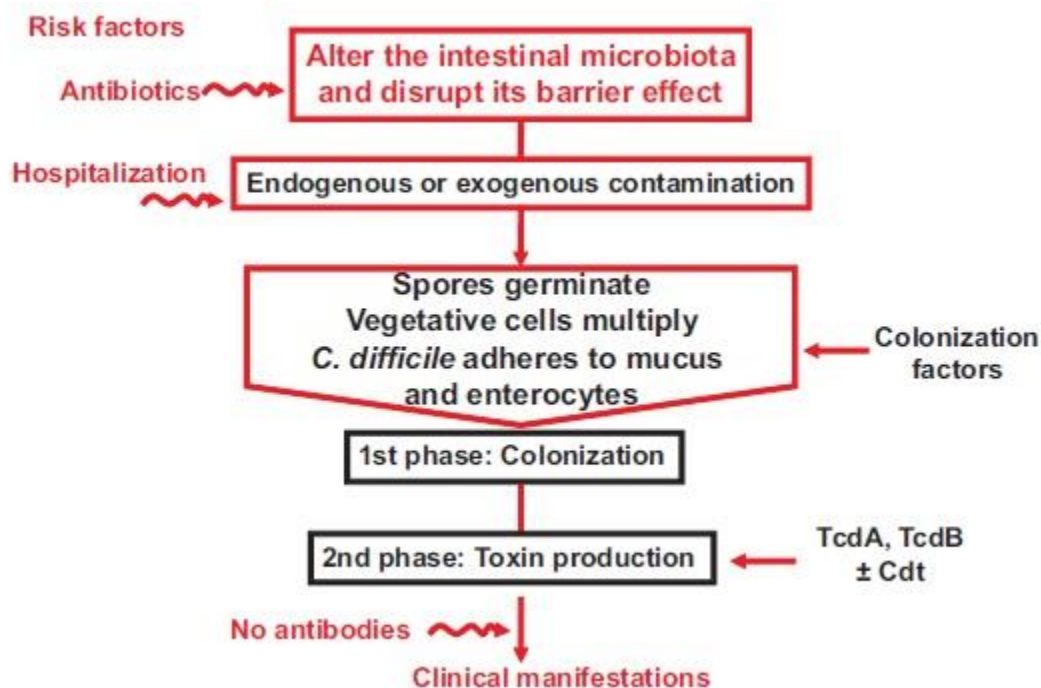 Risk factors
Alter the intestinal microbiota
and disrupt its barrier effect
Antibiotics
Hospitalization
Endogenous or exogenous contamination
Spores germinate
Vegetative cells multiply
C. difficile adheres to mucus
and enterocytes
Colonization
factors
1st phase: Colonization
2nd phase: Toxin production
TcdA, TcdB
± Cdt
No antibodies
Clinical manifestations